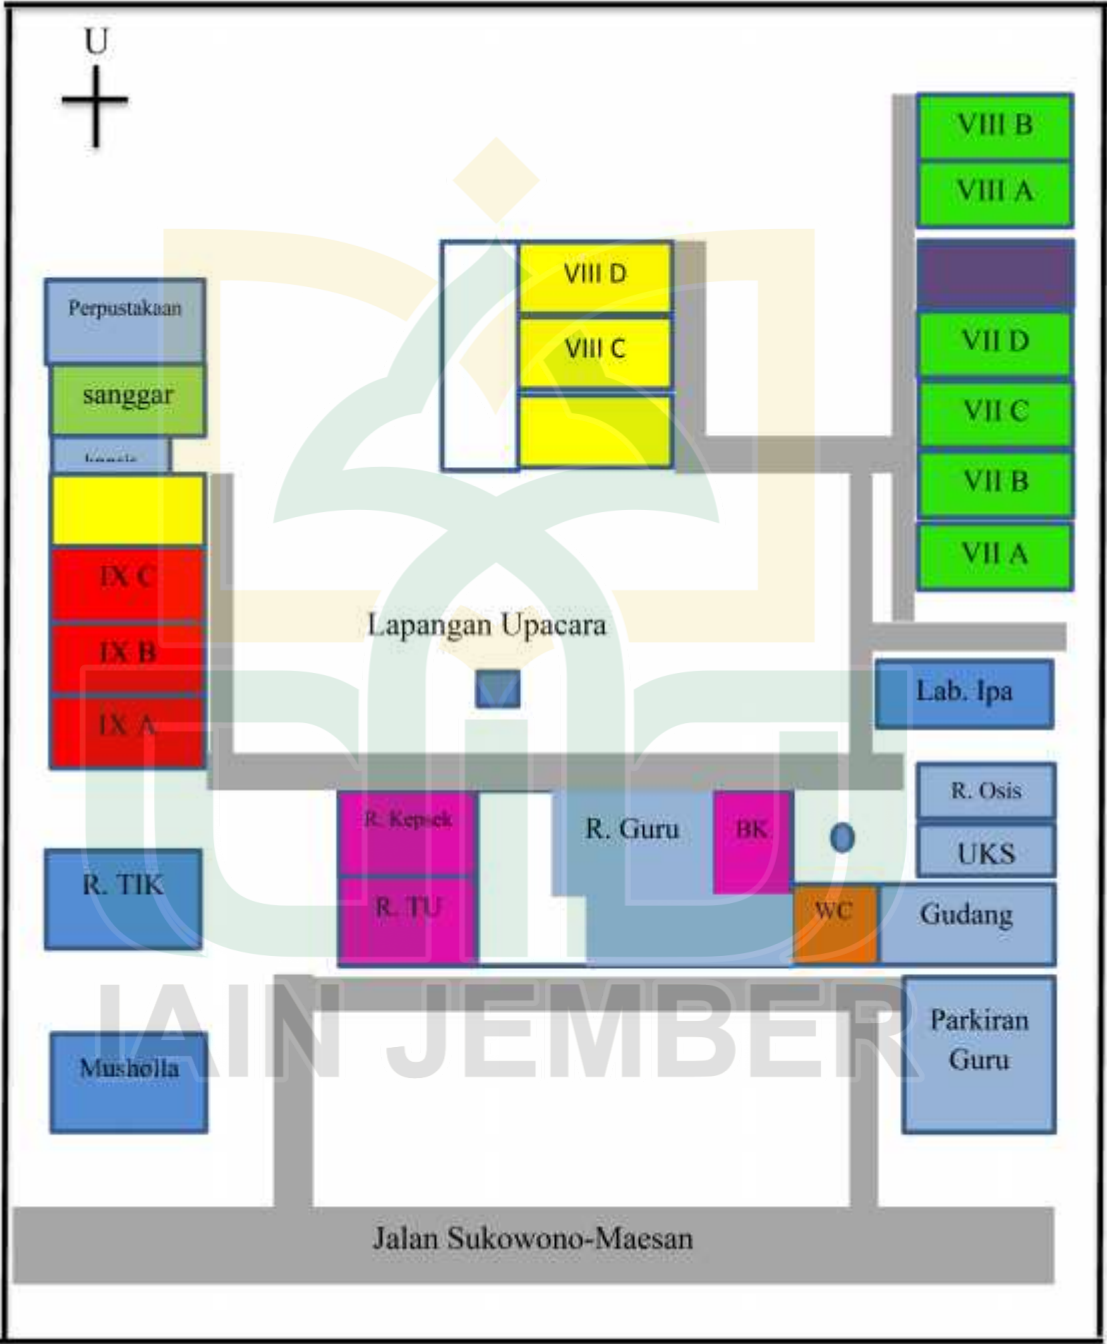 U
VIII B
VIII A
VIII D
VIII C
Perpustakaan
sanggar
VII D
VII C
VII B
VII A
IX C
IX B
IX A
Lapangan Upacara
Lab. Ipa
R. Osis
UKS
R. Kepsek
R. Guru
BK
R. TIK
R. TU
WC
Gudang
IAIN JEMBER
Parkiran
Guru
Musholla
Jalan Sukowono-Maesan